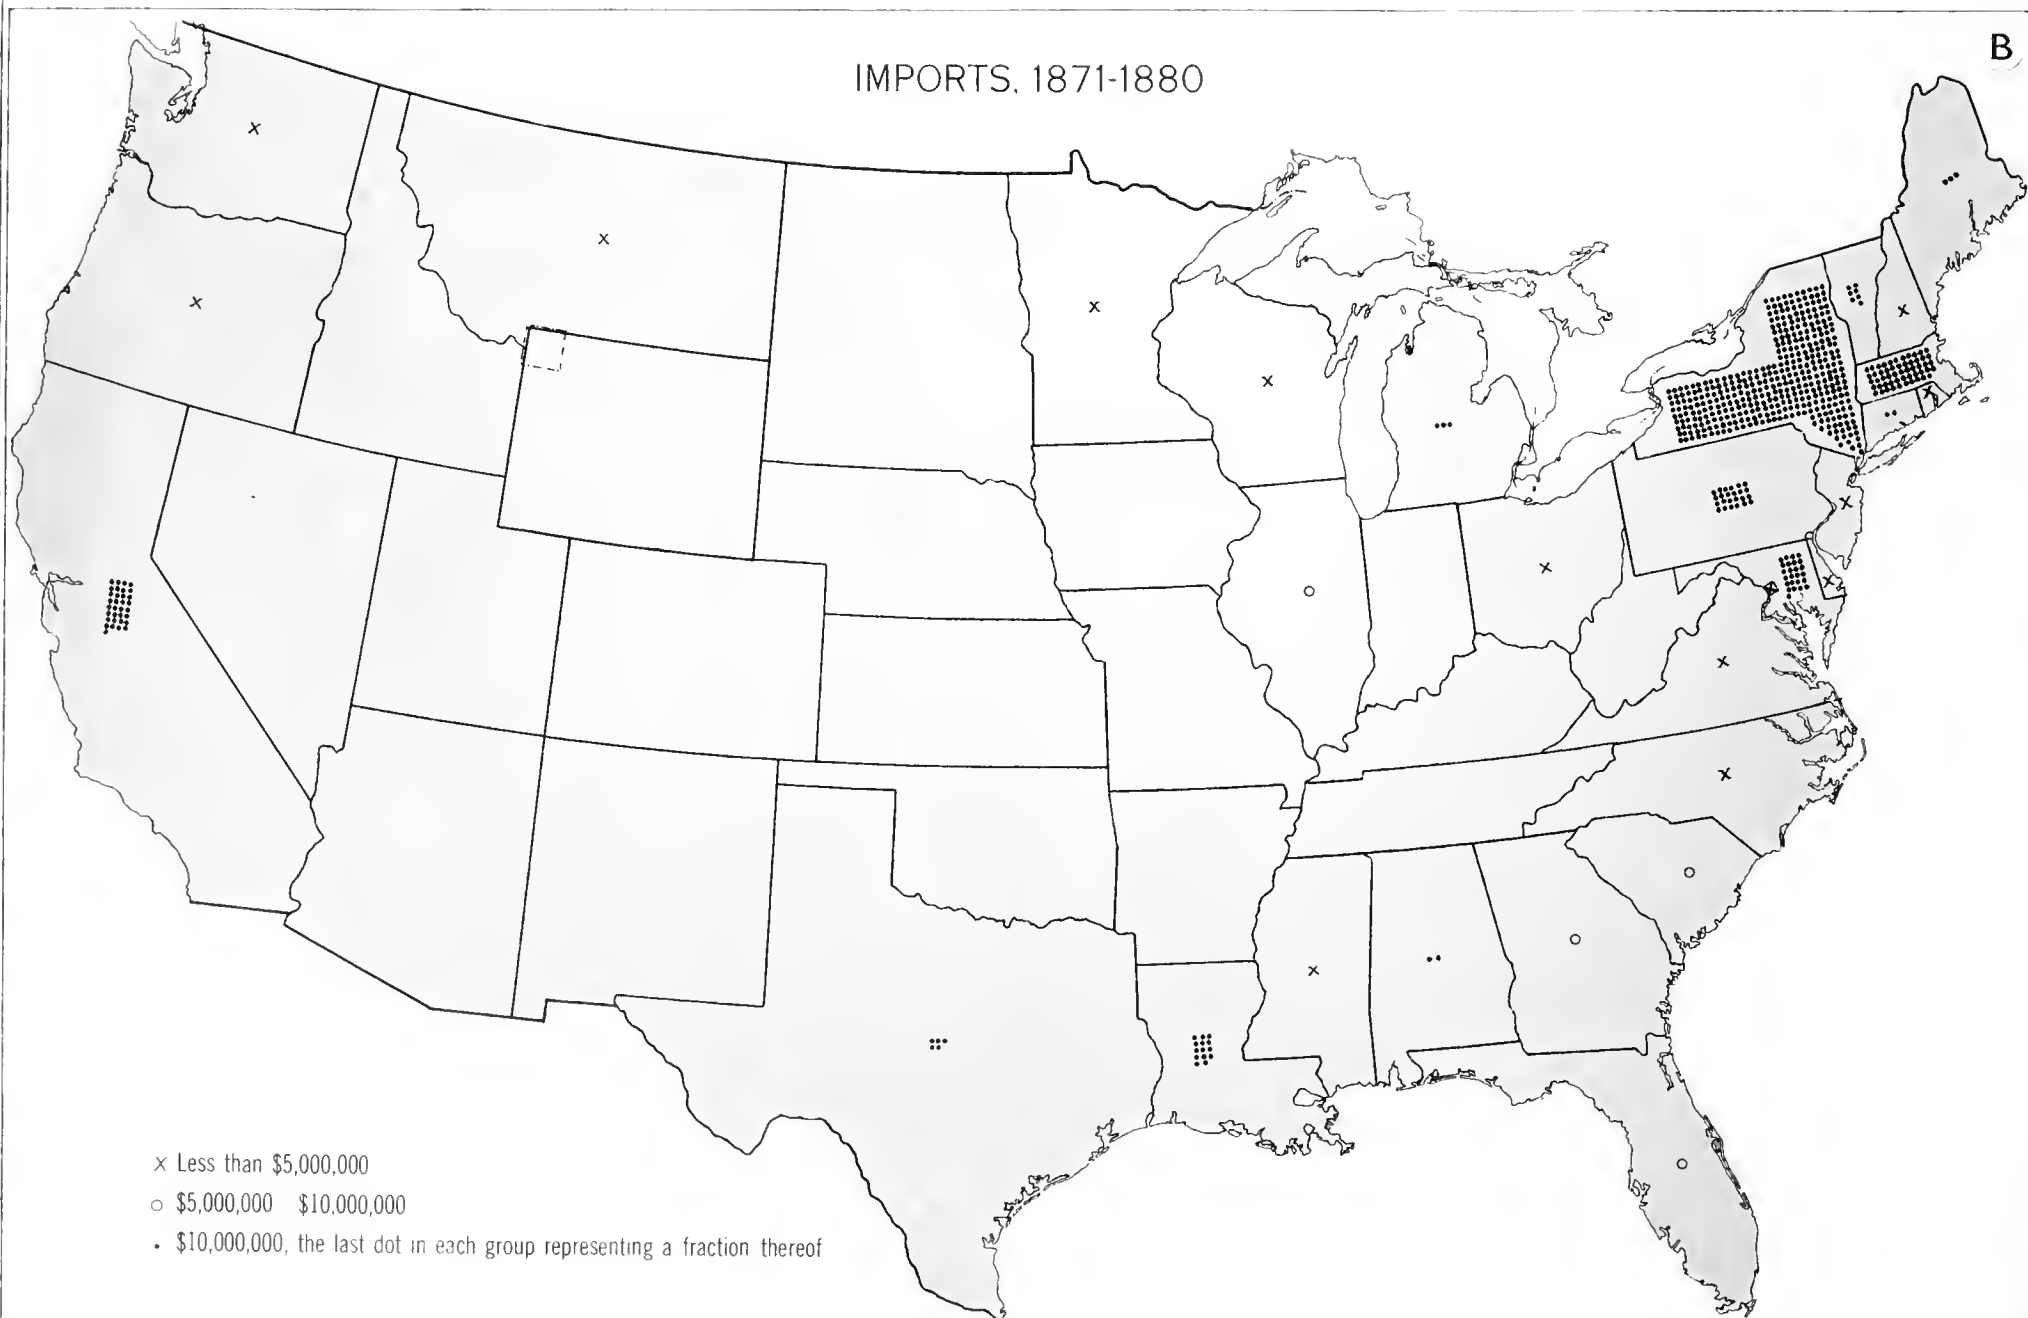 B
IMPORTS, 1871-1880
x Less than $5,000,000
o $5,000,000 $10,000,000
. $10,000,000, the last dot in each group representing a fraction thereof